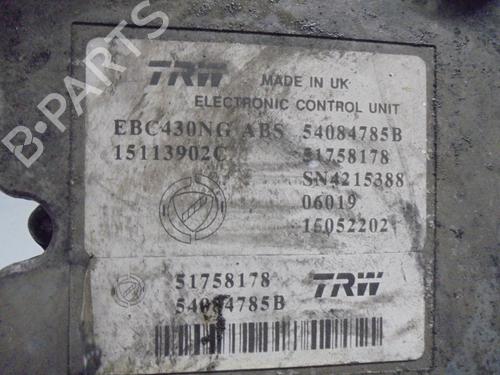 B-PARTS
TRW MADE IN UK
ELECTRONIC CONTROL UNIT
EBC430NG ABS 54084785B
15113902C 51758178
SN4215388
06019
15052202
51758178 TRW
54084785B